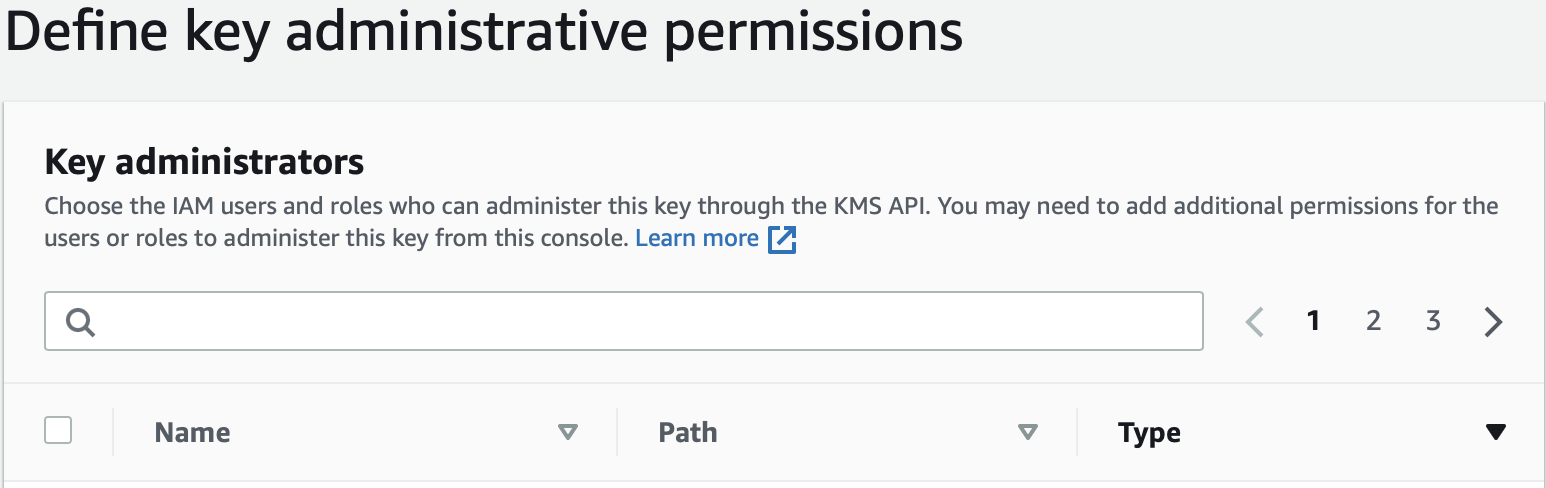 Define key administrative permissions
Key administrators
Choose the IAM users and roles who can administer this key through the KMS API. You may need to add additional permissions for the
users or roles to administer this key from this console. Learn more
1 2 3
Name Path Type